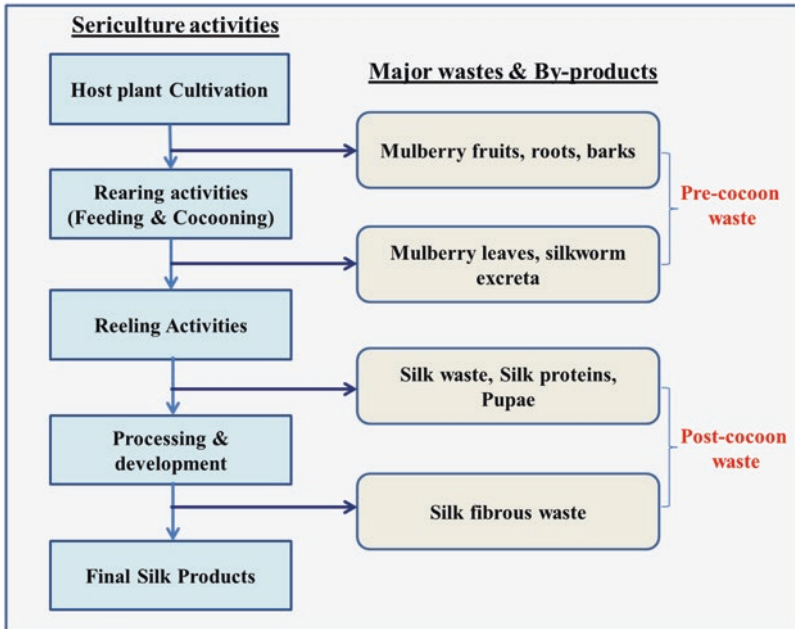 Sericulture activities
Major wastes & By-products
Host plant Cultivation
Mulberry fruits, roots, barks
Rearing activities
(Feeding & Cocooning)
Pre-cocoon
waste
Mulberry leaves, silkworm
excreta
Reeling Activities
Silk waste, Silk proteins,
Pupae
Processing &
development
Post-cocoon
waste
Silk fibrous waste
Final Silk Products